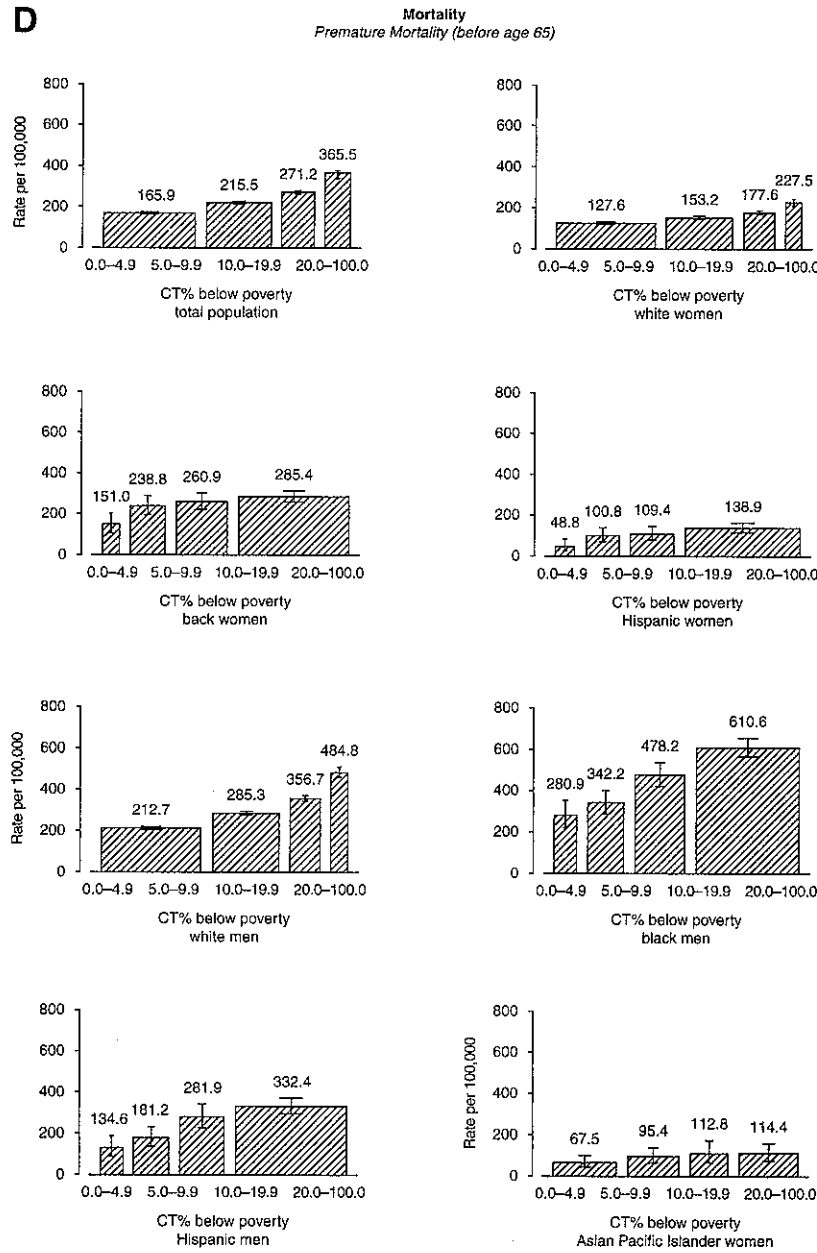 D
Mortality
Premature Mortality (before age 65)
Rate per 100,000
800
600
400
200
0
165.9
215.5
271.2
365.5
0.0–4.9 5.0–9.9 10.0–19.9 20.0–100.0
CT% below poverty
total population
800
600
400
200
0
127.6
153.2
177.6
227.5
0.0–4.9 5.0–9.9 10.0–19.9 20.0–100.0
CT% below poverty
white women
800
600
400
200
0
151.0
238.8
260.9
285.4
0.0–4.9 5.0–9.9 10.0–19.9 20.0–100.0
CT% below poverty
back women
800
600
400
200
0
48.8
100.8
109.4
138.9
0.0–4.9 5.0–9.9 10.0–19.9 20.0–100.0
CT% below poverty
Hispanic women
Rate per 100,000
800
600
400
200
0
212.7
285.3
356.7
484.8
0.0–4.9 5.0–9.9 10.0–19.9 20.0–100.0
CT% below poverty
white men
800
600
400
200
0
280.9
342.2
478.2
610.6
0.0–4.9 5.0–9.9 10.0–19.9 20.0–100.0
CT% below poverty
black men
800
600
400
200
0
134.6
181.2
281.9
332.4
0.0–4.9 5.0–9.9 10.0–19.9 20.0–100.0
CT% below poverty
Hispanic men
Rate per 100,000
800
600
400
200
0
67.5
95.4
112.8
114.4
0.0–4.9 5.0–9.9 10.0–19.9 20.0–100.0
CT% below poverty
Asian Pacific Islander women